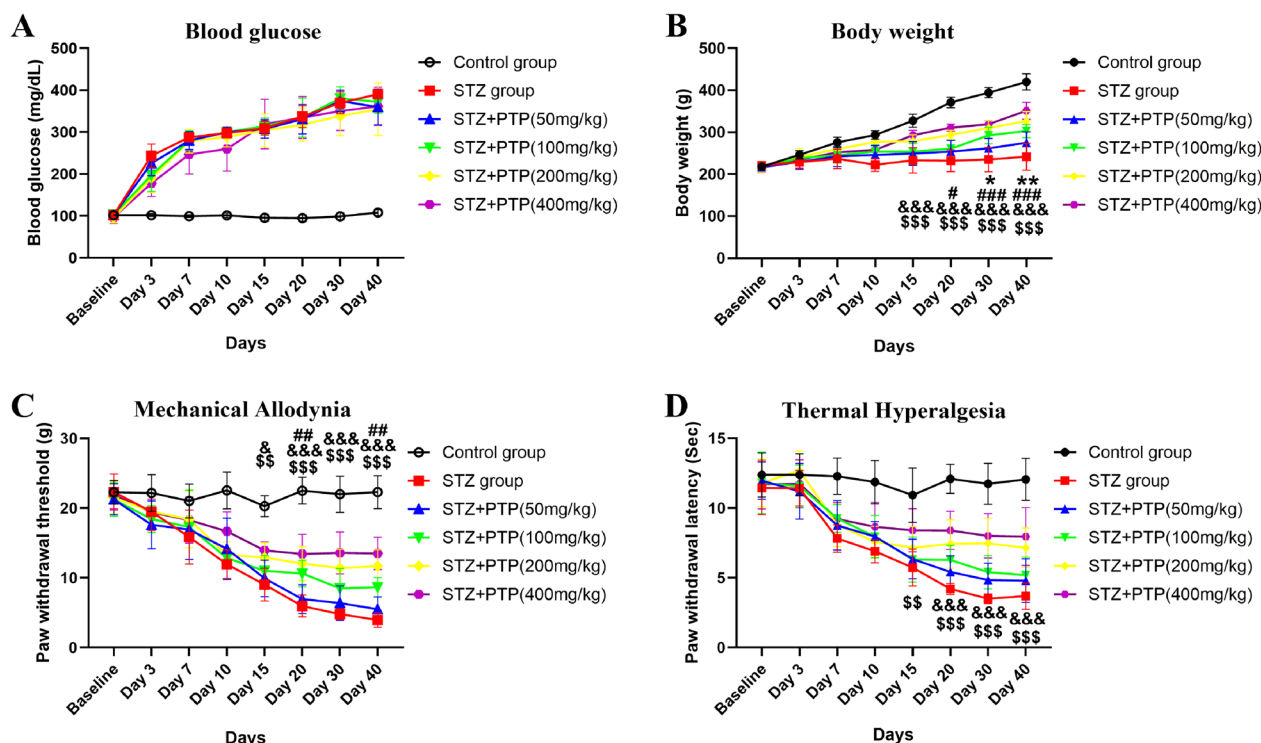 A
Blood glucose
Blood glucose (mg/dL)
500
400
300
200
100
0
Baseline
Day 3
Day 7
Day 10
Day 15
Day 20
Day 30
Day 40
Days
Control group
STZ group
STZ+PTP(50mg/kg)
STZ+PTP(100mg/kg)
STZ+PTP(200mg/kg)
STZ+PTP(400mg/kg)
B
Body weight
Body weight (g)
500
400
300
200
100
0
* **
# ### ###
&&& &&& &&& &&&
$$$ $$$ $$$ $$$
Baseline
Day 3
Day 7
Day 10
Day 15
Day 20
Day 30
Day 40
Days
Control group
STZ group
STZ+PTP(50mg/kg)
STZ+PTP(100mg/kg)
STZ+PTP(200mg/kg)
STZ+PTP(400mg/kg)
C
Mechanical Allodynia
Paw withdrawal threshold (g)
30
20
10
0
## ##
& &&& &&& &&&
$$ $$$ $$$ $$$
Baseline
Day 3
Day 7
Day 10
Day 15
Day 20
Day 30
Day 40
Days
Control group
STZ group
STZ+PTP(50mg/kg)
STZ+PTP(100mg/kg)
STZ+PTP(200mg/kg)
STZ+PTP(400mg/kg)
D
Thermal Hyperalgesia
Paw withdrawal latency (Sec)
15
10
5
0
&&& &&& &&&
$$ $$$ $$$ $$$
Baseline
Day 3
Day 7
Day 10
Day 15
Day 20
Day 30
Day 40
Days
Control group
STZ group
STZ+PTP(50mg/kg)
STZ+PTP(100mg/kg)
STZ+PTP(200mg/kg)
STZ+PTP(400mg/kg)